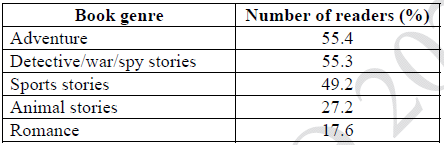 Book genre Number of readers (%)
Adventure 55.4
Detective/war/spy stories 55.3
Sports stories 49.2
Animal stories 27.2
Romance 17.6